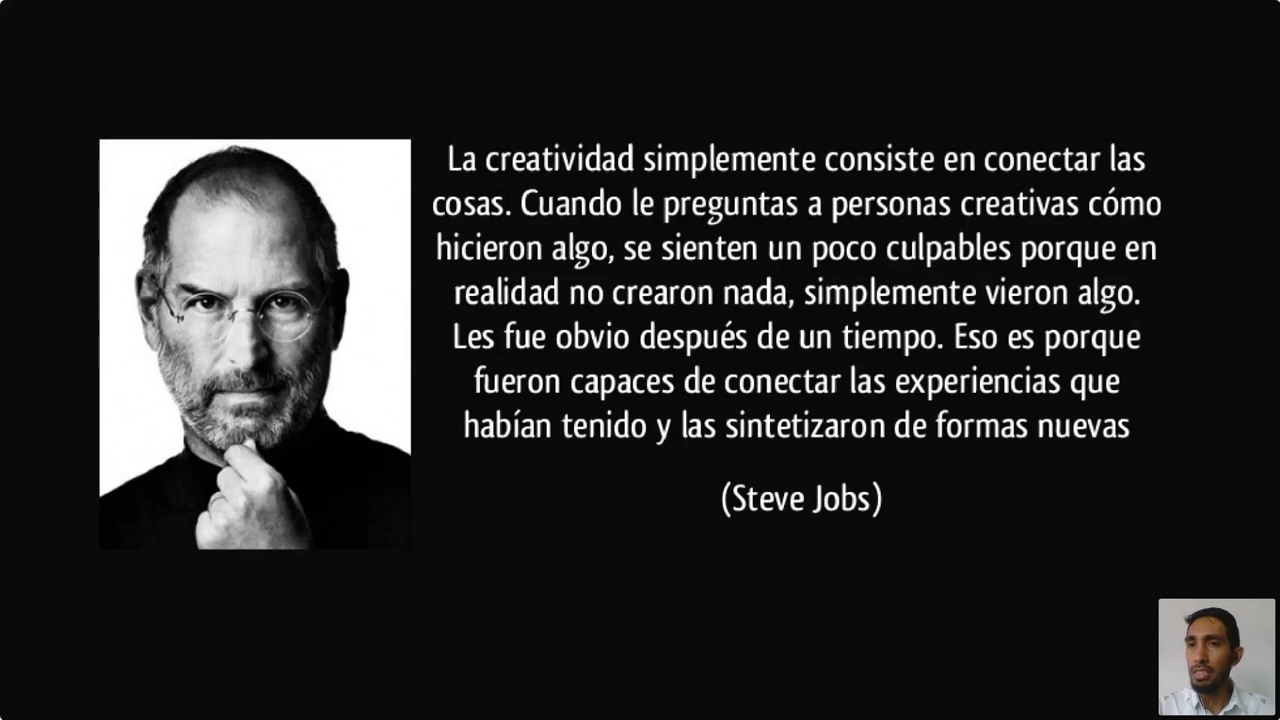 La creatividad simplemente consiste en conectar las
cosas. Cuando le preguntas a personas creativas cómo
hicieron algo, se sienten un poco culpables porque en
realidad no crearon nada, simplemente vieron algo.
Les fue obvio después de un tiempo. Eso es porque
fueron capaces de conectar las experiencias que
habían tenido y las sintetizaron de formas nuevas
(Steve Jobs)